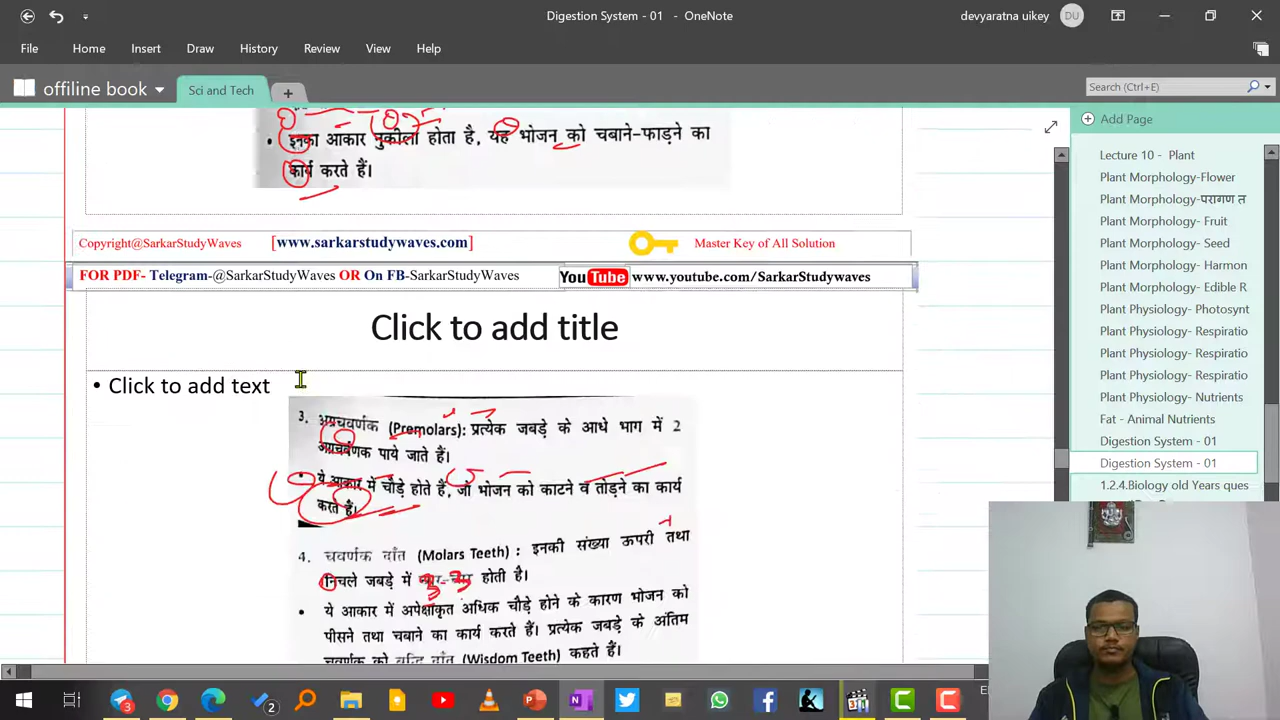 Digestion System - 01 - OneNote
devyaratna uikey
DU
File Home Insert Draw History Review View Help
offiline book
Sci and Tech
Search (Ctrl+E)
Add Page
Lecture 10 - Plant
Plant Morphology-Flower
Plant Morphology-परागण त
Plant Morphology - Fruit
Plant Morphology - Seed
Plant Morphology - Harmon
Plant Morphology - Edible R
Plant Physiology- Photosynt
Plant Physiology- Respiratio
Plant Physiology- Respiratio
Plant Physiology- Respiratio
Plant Physiology- Nutrients
Fat - Animal Nutrients
Digestion System - 01
Digestion System - 01
1.2.4.Biology old Years ques
• इनका आकार नुकीला होता है, यह भोजन को चबाने-फाड़ने का
कार्य करते हैं।
Copyright@SarkarStudyWaves [www.sarkarstudywaves.com] Master Key of All Solution
FOR PDF- Telegram-@SarkarStudyWaves OR On FB-SarkarStudyWaves YouTube www.youtube.com/SarkarStudywaves
Click to add title
• Click to add text
3. अग्रचवर्णक (Premolars): प्रत्येक जबड़े के आधे भाग में 2
अग्रचवर्णक पाये जाते हैं।
• ये आकार में चौड़े होते हैं, जो भोजन को काटने व तोड़ने का कार्य
करते हैं।
4. चवर्णक दाँत (Molars Teeth) : इनकी संख्या ऊपरी तथा
निचले जबड़े में 3-3 होती है।
• ये आकार में अपेक्षाकृत अधिक चौड़े होने के कारण भोजन को
पीसने तथा चबाने का कार्य करते हैं। प्रत्येक जबड़े के अंतिम
चवर्णक को बुद्धि दाँत (Wisdom Teeth) कहते हैं।
3
2